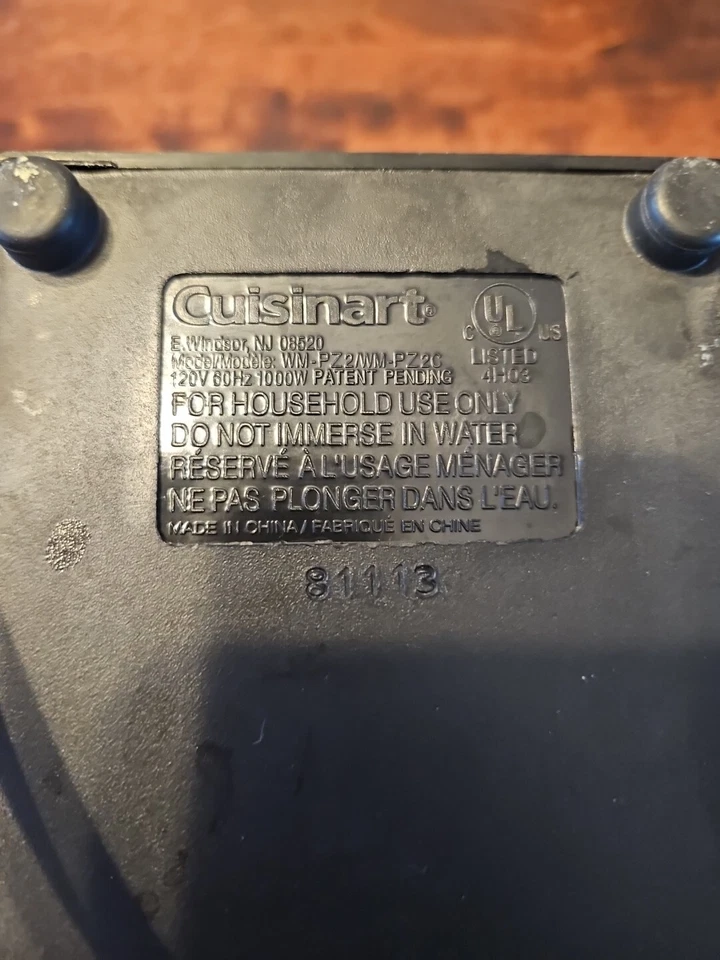 Cuisinart®
E. Windsor, NJ 08520
Model/Modèle: WM-PZ2/WM-PZ2C
120V 60Hz 1000W PATENT PENDING
C UL ® US
LISTED
4H03
FOR HOUSEHOLD USE ONLY
DO NOT IMMERSE IN WATER
RÉSERVÉ À L'USAGE MÉNAGER
NE PAS PLONGER DANS L'EAU.
MADE IN CHINA / FABRIQUÉ EN CHINE
81113